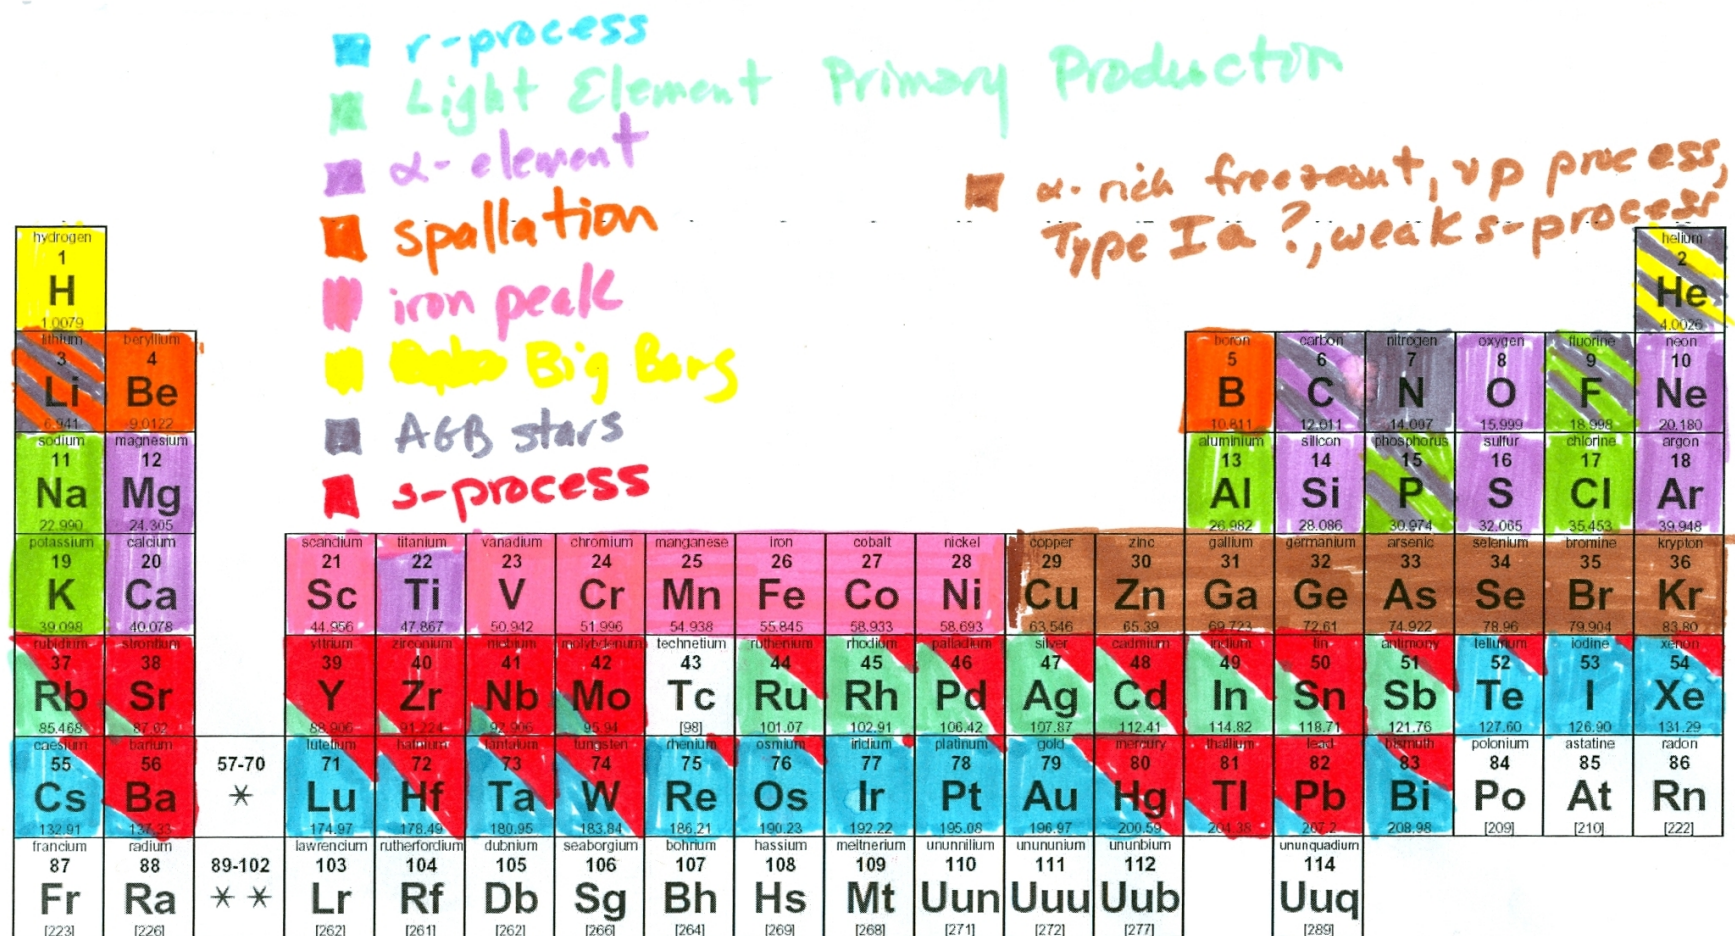 r-process
Light Element Primary Production
α-element
spallation
iron peak
Big Bang
AGB stars
s-process
α-rich freezeout, νp process,
Type Ia ?, weak s-process
hydrogen helium
1 2
H He
1.0079 4.0026
lithium beryllium boron carbon nitrogen oxygen fluorine neon
3 4 5 6 7 8 9 10
Li Be B C N O F Ne
6.941 9.0122 10.811 12.011 14.007 15.999 18.998 20.180
sodium magnesium aluminium silicon phosphorus sulfur chlorine argon
11 12 13 14 15 16 17 18
Na Mg Al Si P S Cl Ar
22.990 24.305 26.982 28.086 30.974 32.065 35.453 39.948
potassium calcium scandium titanium vanadium chromium manganese iron cobalt nickel copper zinc gallium germanium arsenic selenium bromine krypton
19 20 21 22 23 24 25 26 27 28 29 30 31 32 33 34 35 36
K Ca Sc Ti V Cr Mn Fe Co Ni Cu Zn Ga Ge As Se Br Kr
39.098 40.078 44.956 47.867 50.942 51.996 54.938 55.845 58.933 58.693 63.546 65.39 69.723 72.61 74.922 78.96 79.904 83.80
rubidium strontium yttrium zirconium niobium molybdenum technetium ruthenium rhodium palladium silver cadmium indium tin antimony tellurium iodine xenon
37 38 39 40 41 42 43 44 45 46 47 48 49 50 51 52 53 54
Rb Sr Y Zr Nb Mo Tc Ru Rh Pd Ag Cd In Sn Sb Te I Xe
85.468 87.62 88.906 91.224 92.906 95.94 [98] 101.07 102.91 106.42 107.87 112.41 114.82 118.71 121.76 127.60 126.90 131.29
caesium barium lutetium hafnium tantalum tungsten rhenium osmium iridium platinum gold mercury thallium lead bismuth polonium astatine radon
55 56 57-70 71 72 73 74 75 76 77 78 79 80 81 82 83 84 85 86
Cs Ba * Lu Hf Ta W Re Os Ir Pt Au Hg Tl Pb Bi Po At Rn
132.91 137.33 174.97 178.49 180.95 183.84 186.21 190.23 192.22 195.08 196.97 200.59 204.38 207.2 208.98 [209] [210] [222]
francium radium lawrencium rutherfordium dubnium seaborgium bohrium hassium meitnerium ununnilium unununium ununbium ununquadium
87 88 89-102 103 104 105 106 107 108 109 110 111 112 114
Fr Ra * * Lr Rf Db Sg Bh Hs Mt Uun Uuu Uub Uuq
[223] [226] [262] [261] [262] [266] [264] [269] [268] [271] [272] [277] [289]